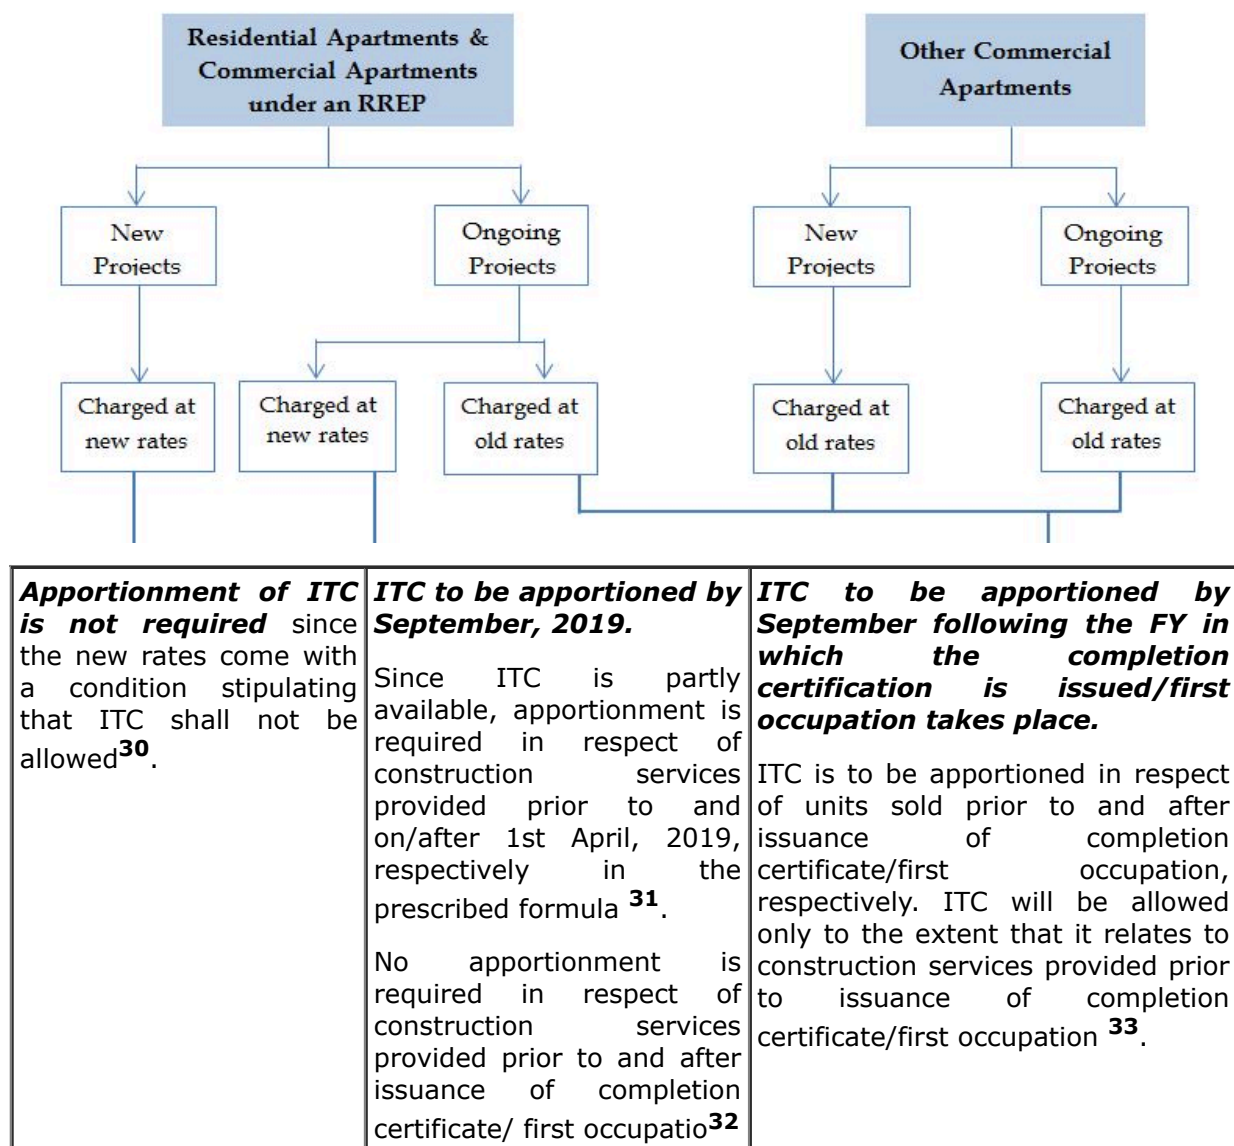 Residential Apartments &
Commercial Apartments
under an RREP
Other Commercial
Apartments
New
Projects
Ongoing
Projects
New
Projects
Ongoing
Projects
Charged at
new rates
Charged at
new rates
Charged at
old rates
Charged at
old rates
Charged at
old rates
Apportionment of ITC
is not required since
the new rates come with
a condition stipulating
that ITC shall not be
allowed30.
ITC to be apportioned by
September, 2019.
Since ITC is partly
available, apportionment is
required in respect of
construction services
provided prior to and
on/after 1st April, 2019,
respectively in the
prescribed formula 31.
No apportionment is
required in respect of
construction services
provided prior to and after
issuance of completion
certificate/ first occupatio32
ITC to be apportioned by
September following the FY in
which the completion
certification is issued/first
occupation takes place.
ITC is to be apportioned in respect
of units sold prior to and after
issuance of completion
certificate/first occupation,
respectively. ITC will be allowed
only to the extent that it relates to
construction services provided prior
to issuance of completion
certificate/first occupation 33.